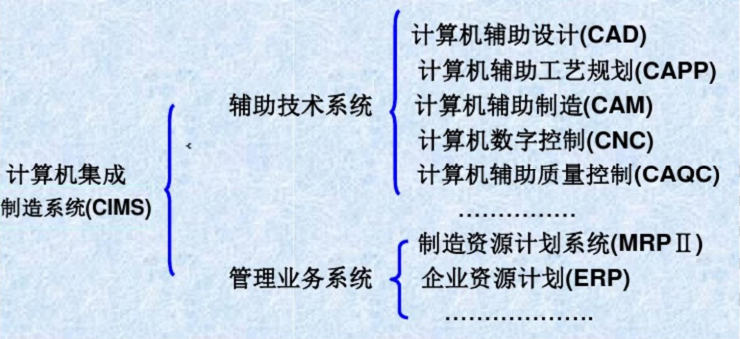 计算机辅助设计(CAD)
计算机辅助工艺规划(CAPP)
辅助技术系统
计算机辅助制造(CAM)
计算机数字控制(CNC)
计算机集成
制造系统(CIMS)
计算机辅助质量控制(CAQC)
……………
制造资源计划系统(MRPⅡ)
管理业务系统
企业资源计划(ERP)
………………..